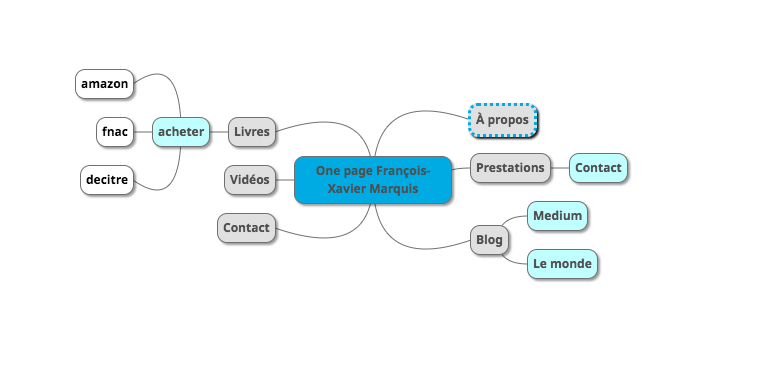 amazon
À propos
fnac
acheter
Livres
One page François-
Xavier Marquis
Prestations
Contact
decitre
Vidéos
Medium
Contact
Blog
Le monde